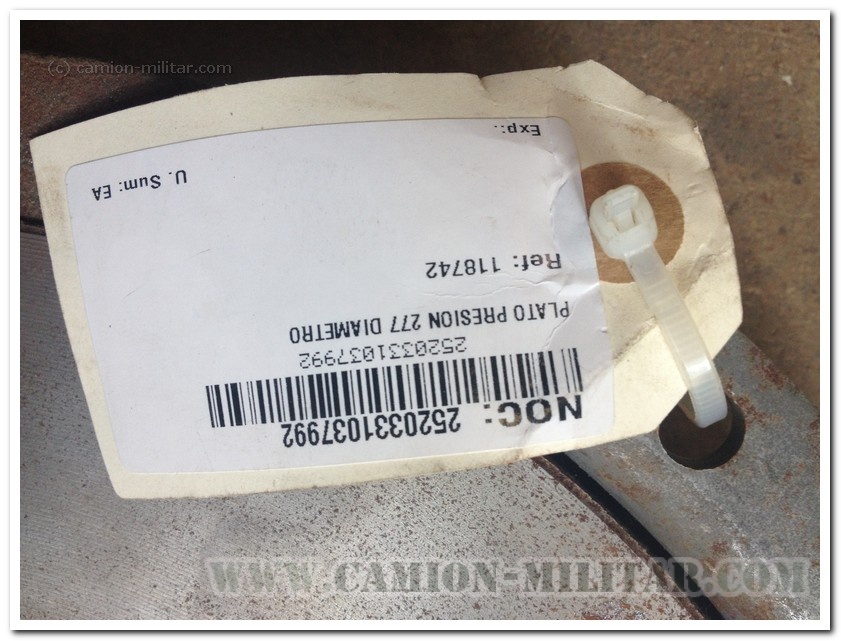 (c) camion-militar.com
NOC: 2520331037992
2520331037992
PLATO PRESION 277 DIAMETRO
Ref: 118742
Exp:.
U. Sum: EA
WWW.CAMION-MILITAR.COM